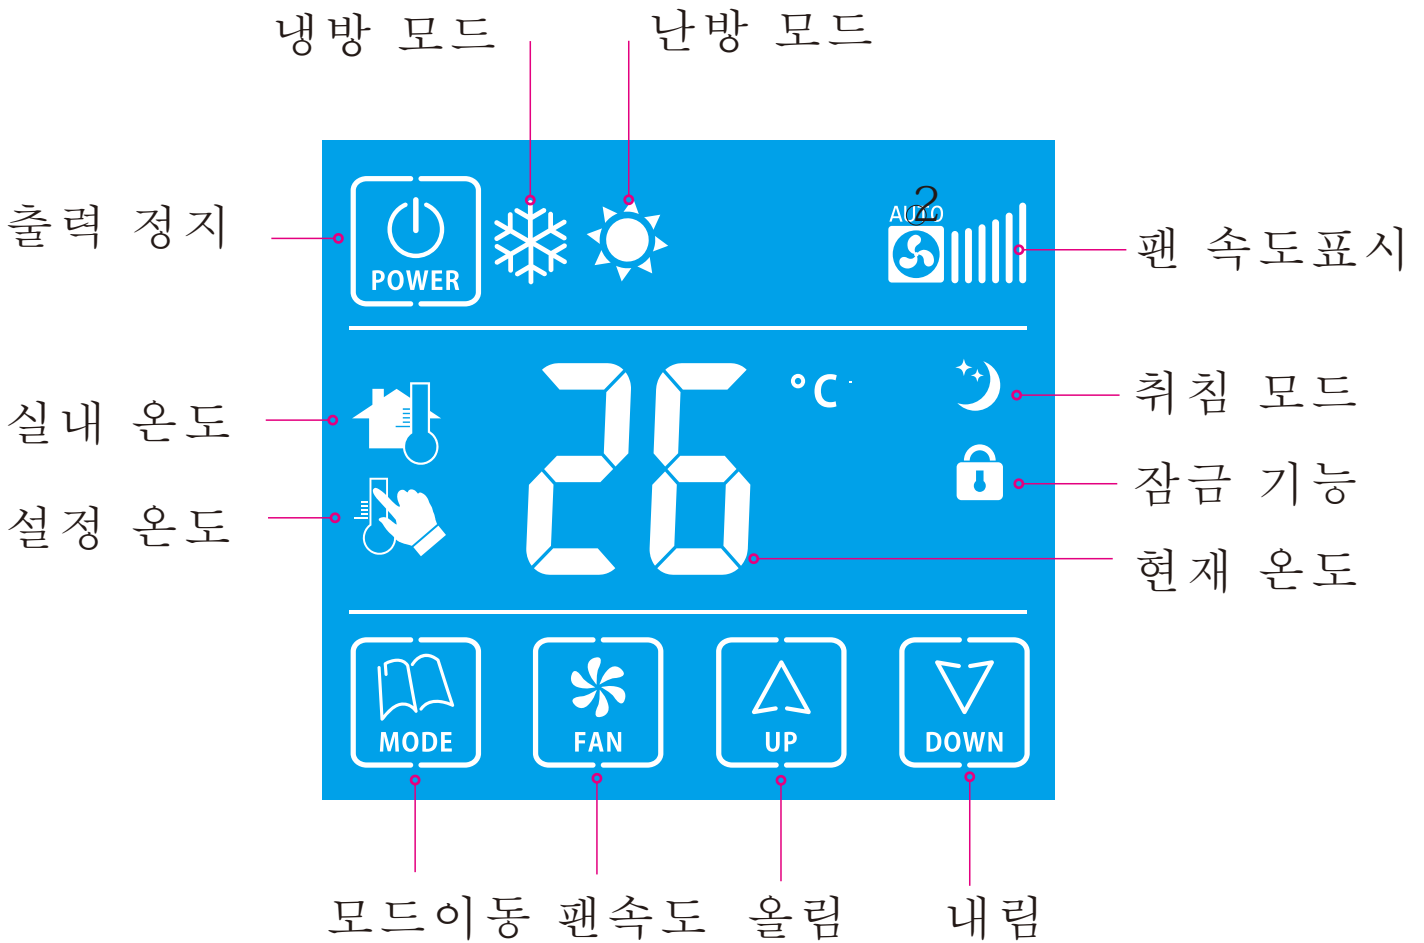 냉방 모드
난방 모드
출력 정지
POWER
AUTO
2
팬 속도표시
실내 온도
설정 온도
26 °C
취침 모드
잠금 기능
현재 온도
MODE
FAN
UP
DOWN
모드이동
팬속도
올림
내림